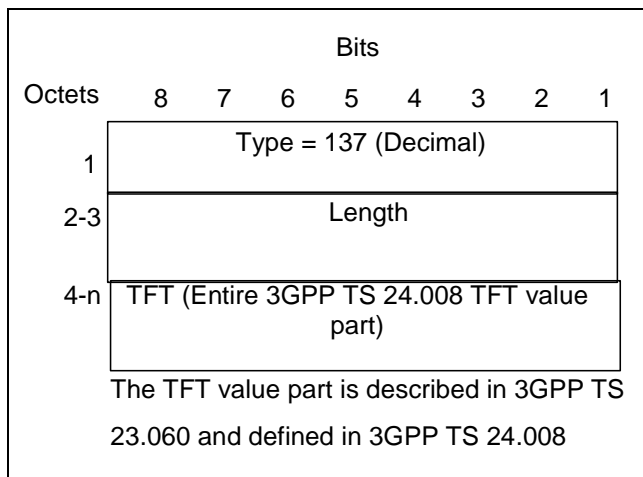 Bits
Octets 8 7 6 5 4 3 2 1
1 Type = 137 (Decimal)
2-3 Length
4-n TFT (Entire 3GPP TS 24.008 TFT value
part)
The TFT value part is described in 3GPP TS
23.060 and defined in 3GPP TS 24.008